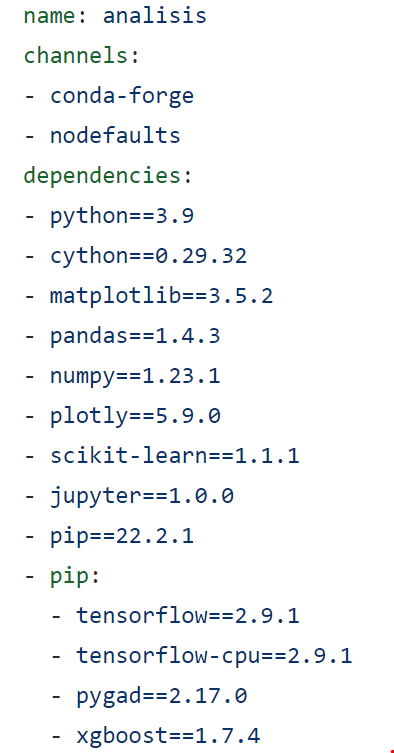 name: analisis
channels:
- conda-forge
- nodefaults
dependencies:
- python==3.9
- cython==0.29.32
- matplotlib==3.5.2
- pandas==1.4.3
- numpy==1.23.1
- plotly==5.9.0
- scikit-learn==1.1.1
- jupyter==1.0.0
- pip==22.2.1
- pip:
  - tensorflow==2.9.1
  - tensorflow-cpu==2.9.1
  - pygad==2.17.0
  - xgboost==1.7.4